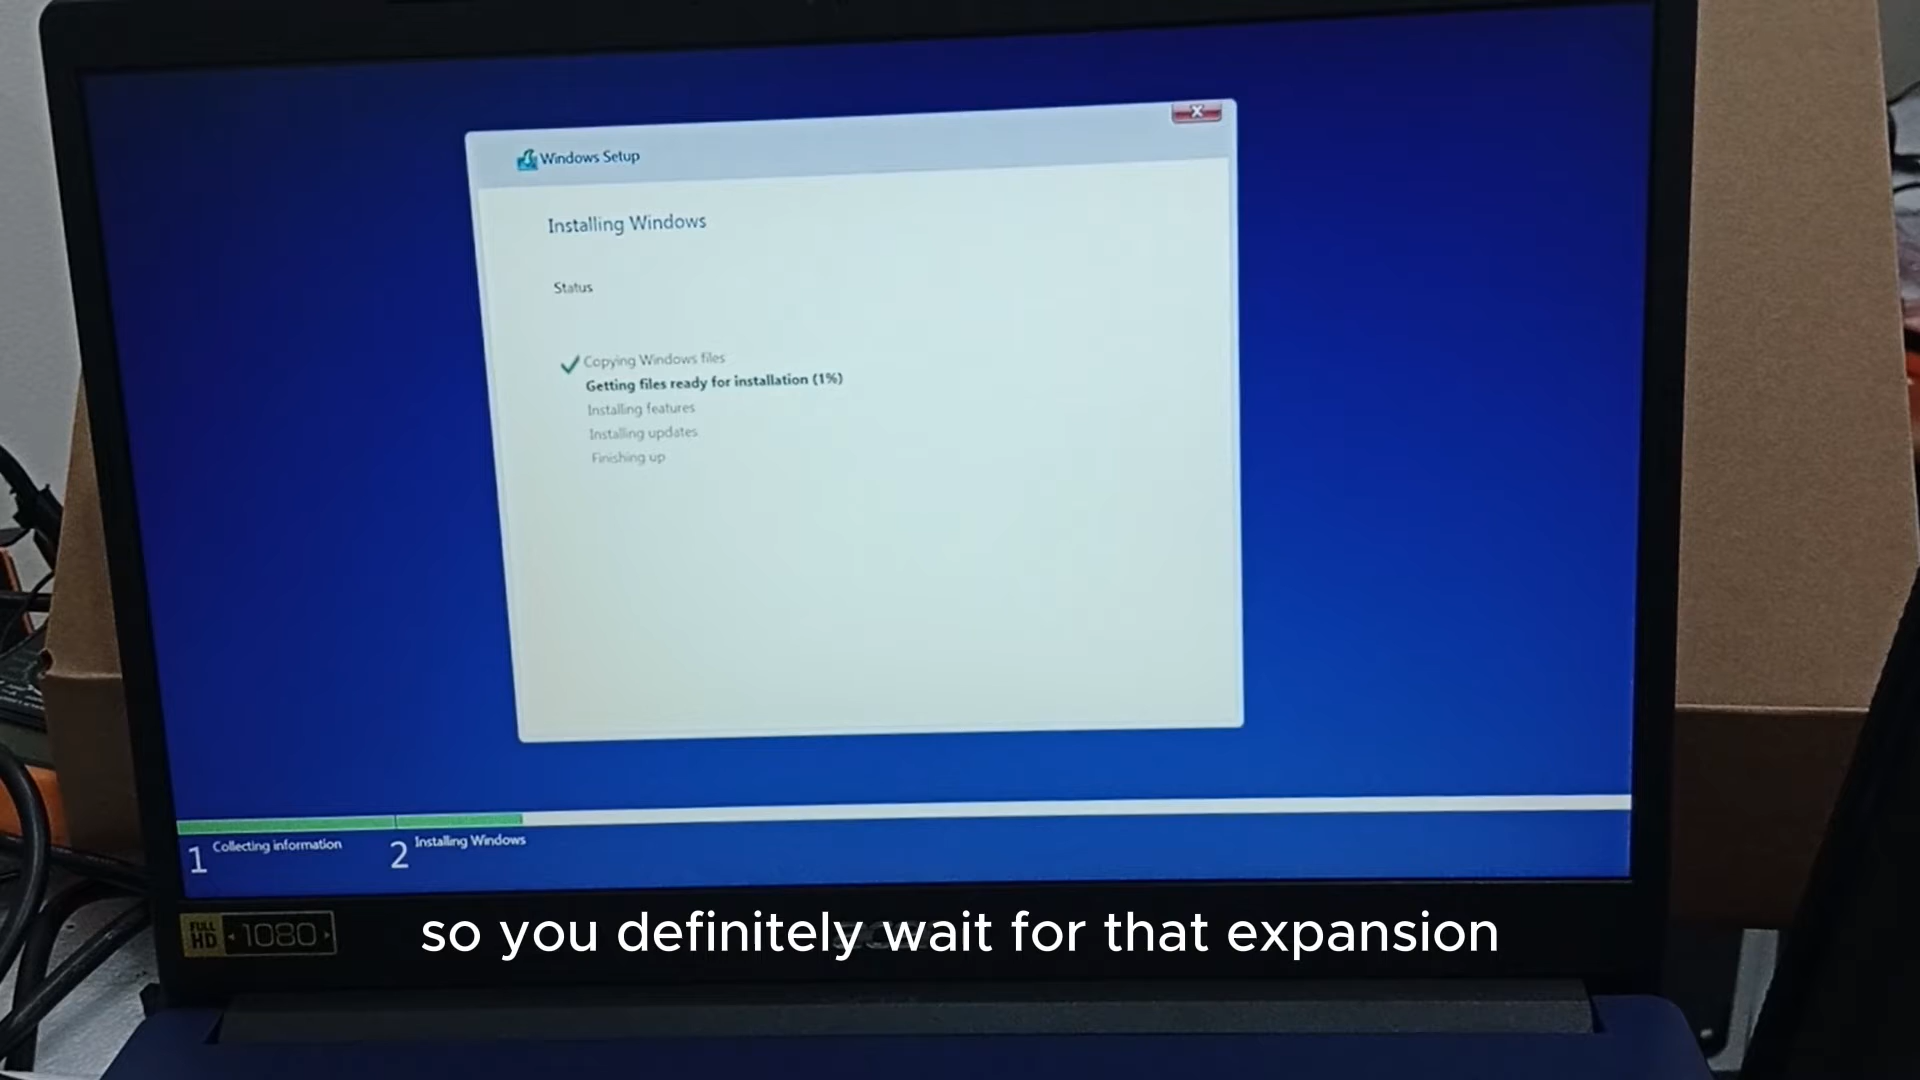 Windows Setup
Installing Windows
Status
Copying Windows files
Getting files ready for installation (1%)
Installing features
Installing updates
Finishing up
1 Collecting information
2 Installing Windows
FULL HD 1080
so you definitely wait for that expansion